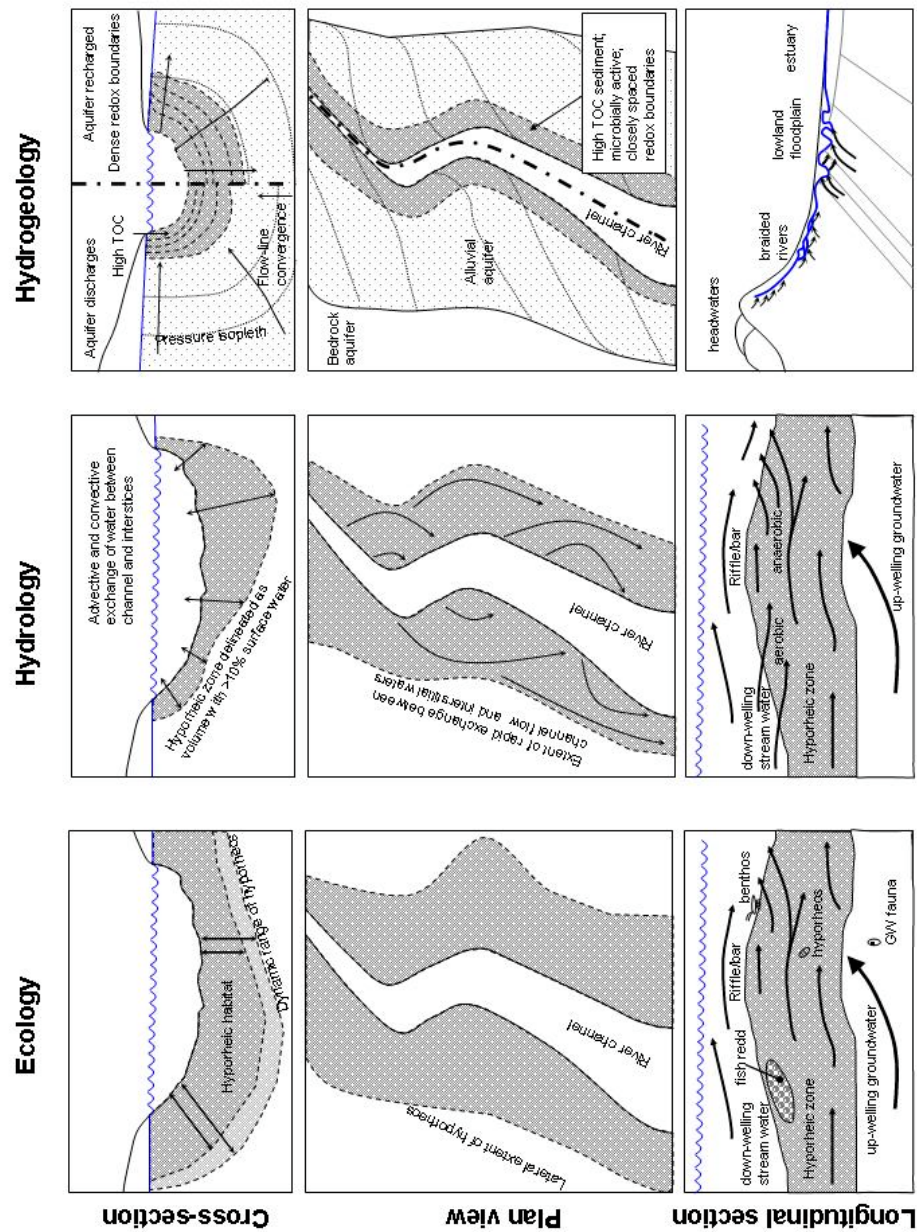 Ecology
Hydrology
Hydrogeology
Cross-section
Hyporheic habitat
Dynamic range of hyporheos
Advective and convective
exchange of water between
channel and interstices
Hyporheic zone delineated as
volume with >10% surface water
Aquifer discharges
High TOC
Aquifer recharged
Dense redox boundaries
Pressure isopleth
Flow-line
convergence
Plan view
Lateral extent of hyporheos
River channel
Extent of rapid exchange between
channel flow and interstitial waters
River channel
Bedrock
aquifer
Alluvial
aquifer
River channel
High TOC sediment;
microbially active;
closely spaced
redox boundaries
Longitudinal section
down-welling
stream water
fish redd
Riffle/bar
benthos
Hyporheic zone
hyporheos
up-welling groundwater
GW fauna
down-welling
stream water
Riffle/bar
aerobic
anaerobic
Hyporheic zone
up-welling groundwater
headwaters
braided
rivers
lowland
floodplain
estuary